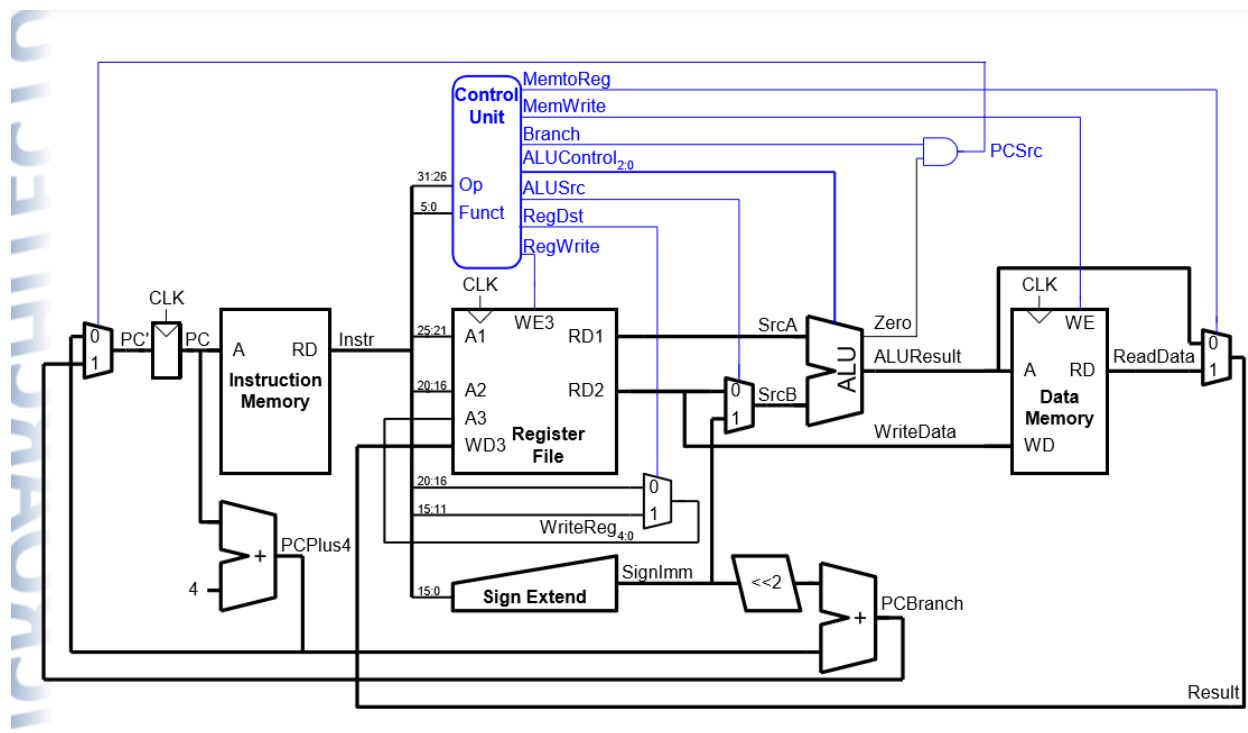 MemtoReg
Control
Unit
MemWrite
Branch
ALUControl2:0
PCSrc
31:26
Op
ALUSrc
5:0
Funct
RegDst
RegWrite
CLK
CLK
CLK
WE3
WE
Zero
0
1
PC'
PC
A
RD
Instr
25:21
A1
RD1
SrcA
ALU
ALUResult
A
RD
ReadData
0
1
Instruction
Memory
20:16
A2
RD2
0
1
SrcB
Data
Memory
A3
Register
File
WD3
WriteData
WD
20:16
0
15:11
1
WriteReg4:0
PCPlus4
+
4
SignImm
15:0
Sign Extend
<<2
+
PCBranch
Result